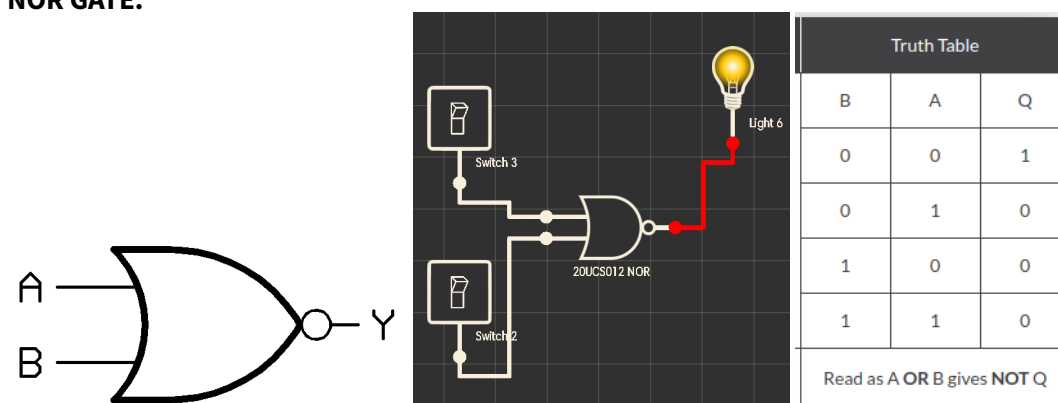 NOR GATE:
A
B
Y
Switch 3
Switch 2
20UCS012 NOR
Light 6
Truth Table
B A Q
0 0 1
0 1 0
1 0 0
1 1 0
Read as A OR B gives NOT Q